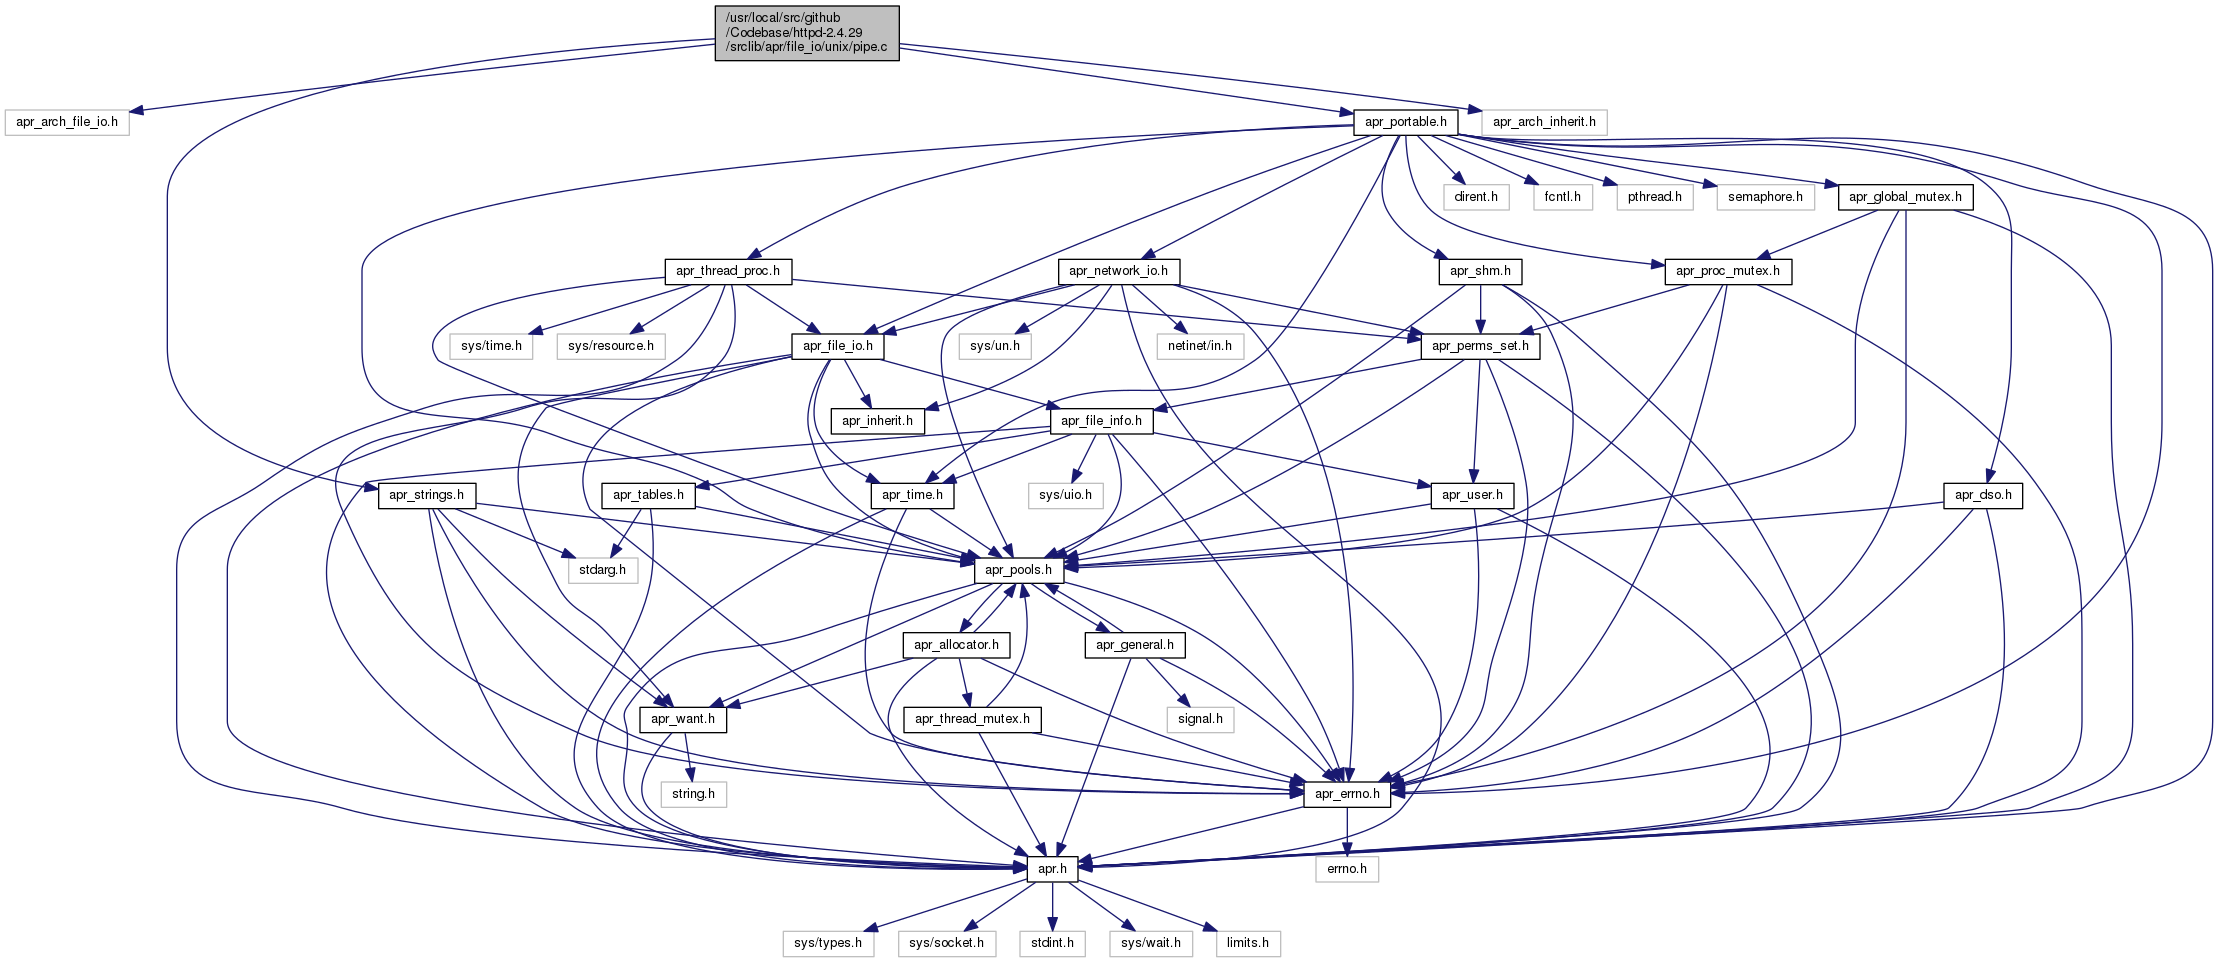 /usr/local/src/github
/Codebase/httpd-2.4.29
/srclib/apr/file_io/unix/pipe.c
apr_arch_file_io.h
apr_portable.h
apr_arch_inherit.h
dirent.h
fcntl.h
pthread.h
semaphore.h
apr_global_mutex.h
apr_thread_proc.h
apr_network_io.h
apr_shm.h
apr_proc_mutex.h
sys/time.h
sys/resource.h
apr_file_io.h
sys/un.h
netinet/in.h
apr_perms_set.h
apr_inherit.h
apr_file_info.h
apr_strings.h
apr_tables.h
apr_time.h
sys/uio.h
apr_user.h
apr_dso.h
stdarg.h
apr_pools.h
apr_allocator.h
apr_general.h
apr_want.h
apr_thread_mutex.h
signal.h
string.h
apr_errno.h
apr.h
errno.h
sys/types.h
sys/socket.h
stdint.h
sys/wait.h
limits.h